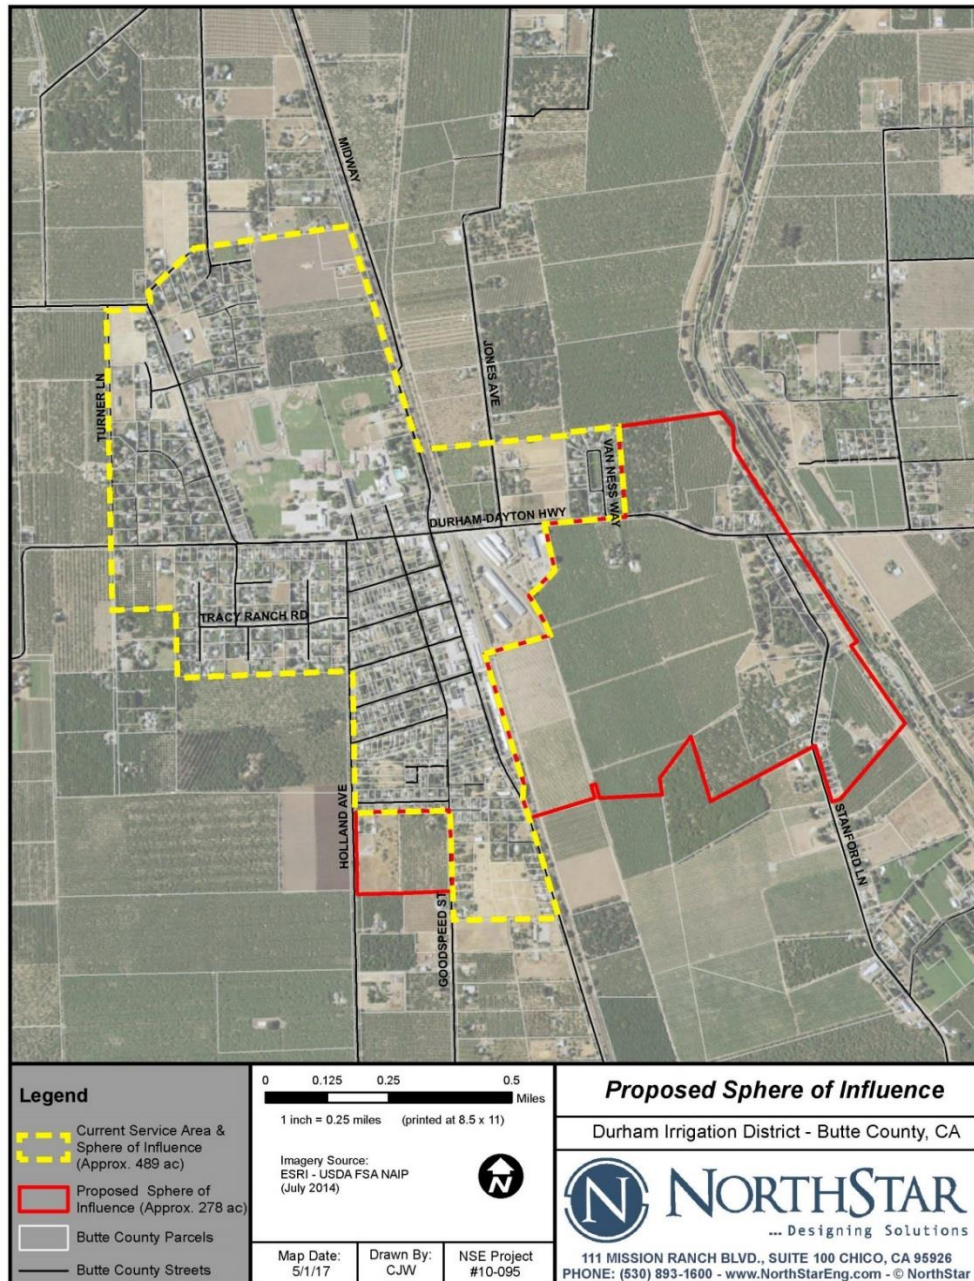 MIDWAY
JONES AVE
TURNER LN
VAN NESS WAY
DURHAM-DAYTON HWY
TRACY RANCH RD
HOLLAND AVE
GOODSPEED ST
STANFORD LN
Legend
Current Service Area &
Sphere of Influence
(Approx. 489 ac)
Proposed Sphere of
Influence (Approx. 278 ac)
Butte County Parcels
Butte County Streets
0 0.125 0.25 0.5
Miles
1 inch = 0.25 miles (printed at 8.5 x 11)
Imagery Source:
ESRI - USDA FSA NAIP
(July 2014)
N
Map Date:
5/1/17
Drawn By:
CJW
NSE Project
#10-095
Proposed Sphere of Influence
Durham Irrigation District - Butte County, CA
N NORTHSTAR
... Designing Solutions
111 MISSION RANCH BLVD., SUITE 100 CHICO, CA 95926
PHONE: (530) 893-1600 - www.NorthStarEng.com - © NorthStar